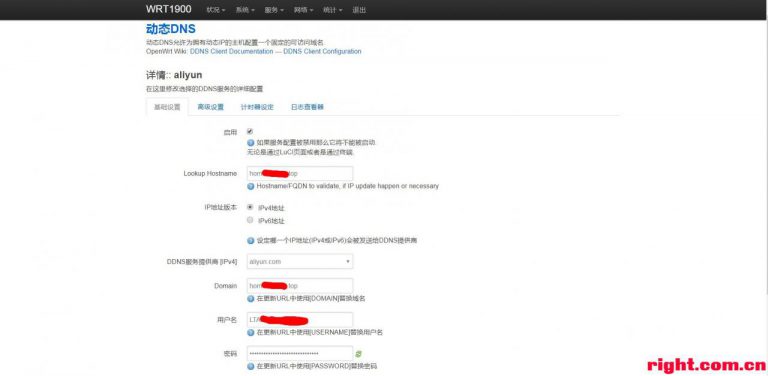 WRT1900 状况 系统 服务 网络 统计 退出
动态DNS
动态DNS允许为拥有动态IP的主机配置一个固定的可访问域名
OpenWrt Wiki: DDNS Client Documentation — DDNS Client Configuration
详情:: aliyun
在这里修改选择的DDNS服务的详细配置
基础设置 高级设置 计时器设定 日志查看器
启用
如果服务配置被禁用那么它将不能被启动.
无论是通过LuCI页面或者是通过终端.
Lookup Hostname hom lop
Hostname/FQDN to validate, if IP update happen or necessary
IP地址版本 IPv4地址
IPv6地址
设定哪一个IP地址(IPv4或IPv6)会被发送给DDNS提供商
DDNS服务提供商 [IPv4] aliyun.com
Domain hom lop
在更新URL中使用[DOMAIN]替换域名
用户名 LTA
在更新URL中使用[USERNAME]替换用户名
密码
在更新URL中使用[PASSWORD]替换密码
right.com.cn